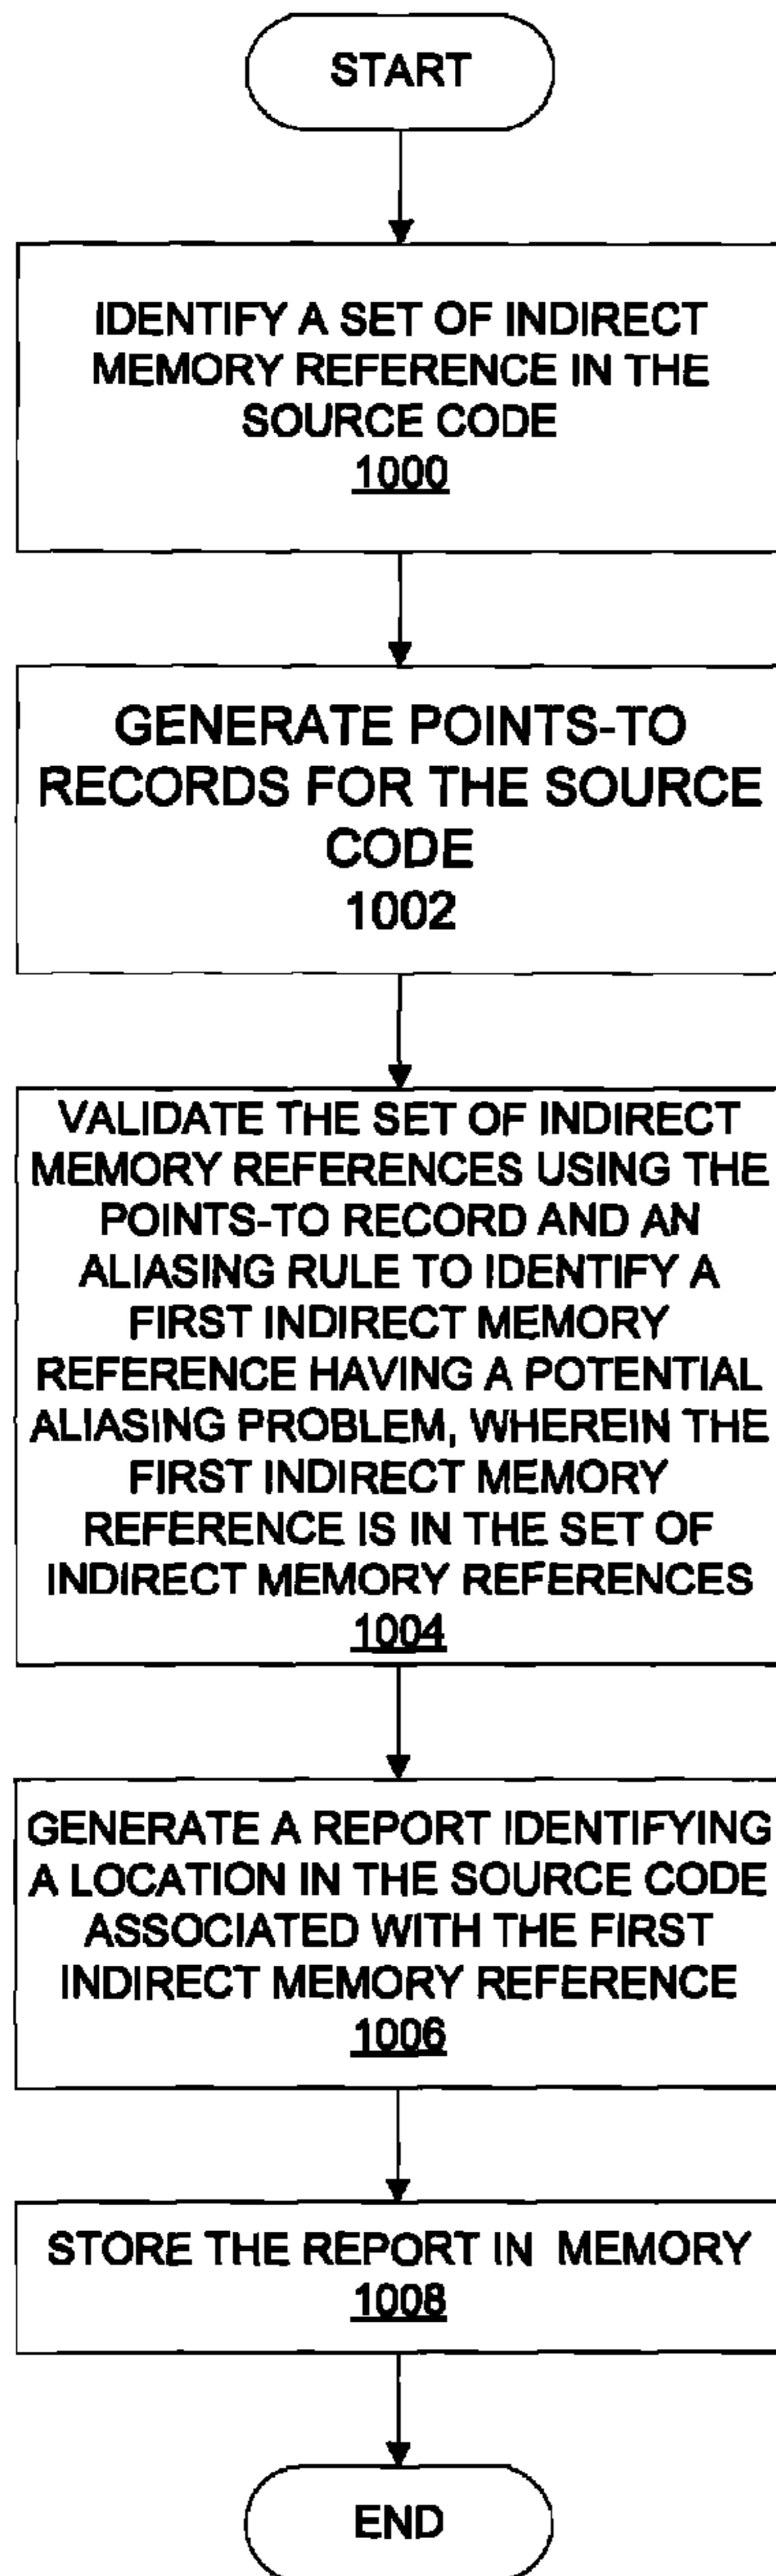 START
IDENTIFY A SET OF INDIRECT
MEMORY REFERENCE IN THE
SOURCE CODE
1000
GENERATE POINTS-TO
RECORDS FOR THE SOURCE
CODE
1002
VALIDATE THE SET OF INDIRECT
MEMORY REFERENCES USING THE
POINTS-TO RECORD AND AN
ALIASING RULE TO IDENTIFY A
FIRST INDIRECT MEMORY
REFERENCE HAVING A POTENTIAL
ALIASING PROBLEM, WHEREIN THE
FIRST INDIRECT MEMORY
REFERENCE IS IN THE SET OF
INDIRECT MEMORY REFERENCES
1004
GENERATE A REPORT IDENTIFYING
A LOCATION IN THE SOURCE CODE
ASSOCIATED WITH THE FIRST
INDIRECT MEMORY REFERENCE
1006
STORE THE REPORT IN MEMORY
1008
END